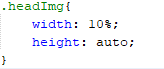 .headImg{
    width: 10%;
    height: auto;
}